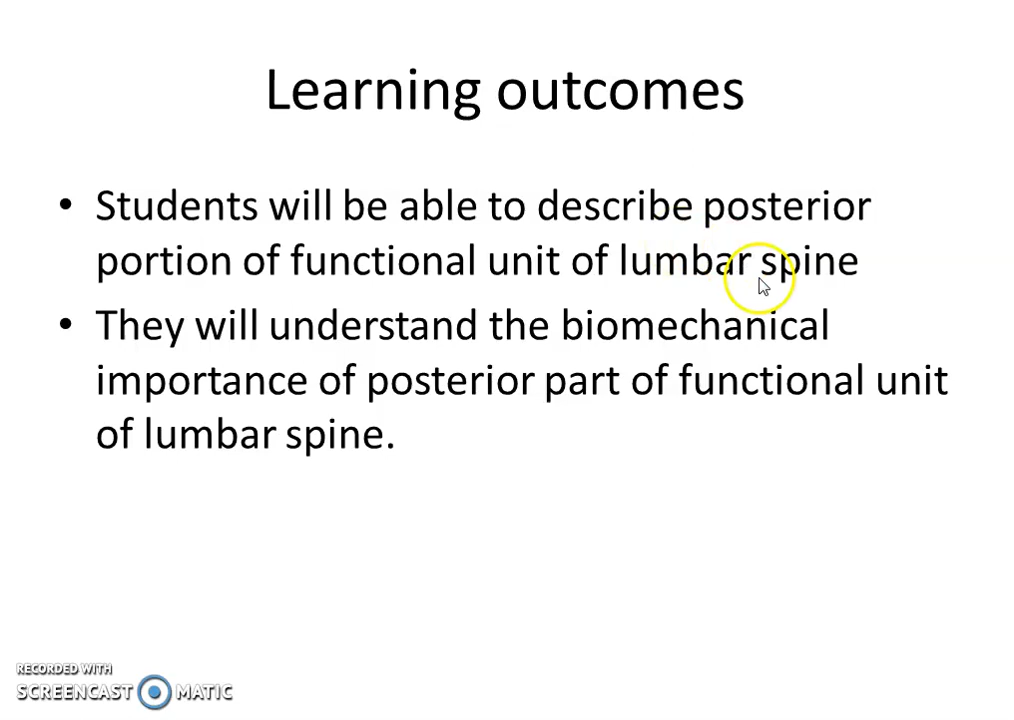 Learning outcomes
• Students will be able to describe posterior
portion of functional unit of lumbar spine
• They will understand the biomechanical
importance of posterior part of functional unit
of lumbar spine.
RECORDED WITH
SCREENCAST MATIC